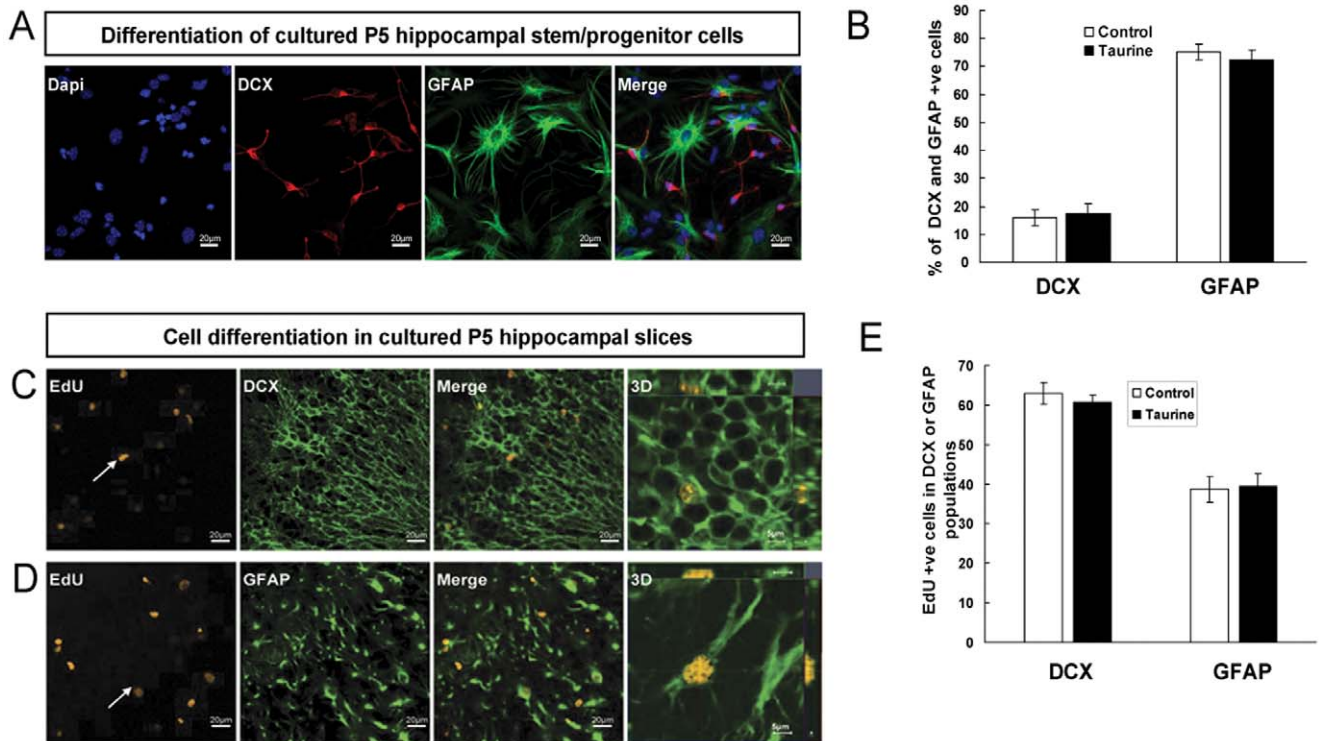 A
Differentiation of cultured P5 hippocampal stem/progenitor cells
Dapi
DCX
GFAP
Merge
20µm
20µm
20µm
20µm
B
% of DCX and GFAP +ve cells
90
80
70
60
50
40
30
20
10
0
Control
Taurine
DCX
GFAP
Cell differentiation in cultured P5 hippocampal slices
C
EdU
DCX
Merge
3D
20µm
20µm
20µm
5µm
D
EdU
GFAP
Merge
3D
20µm
20µm
20µm
5µm
E
EdU +ve cells in DCX or GFAP
populations
70
60
50
40
30
20
10
0
Control
Taurine
DCX
GFAP